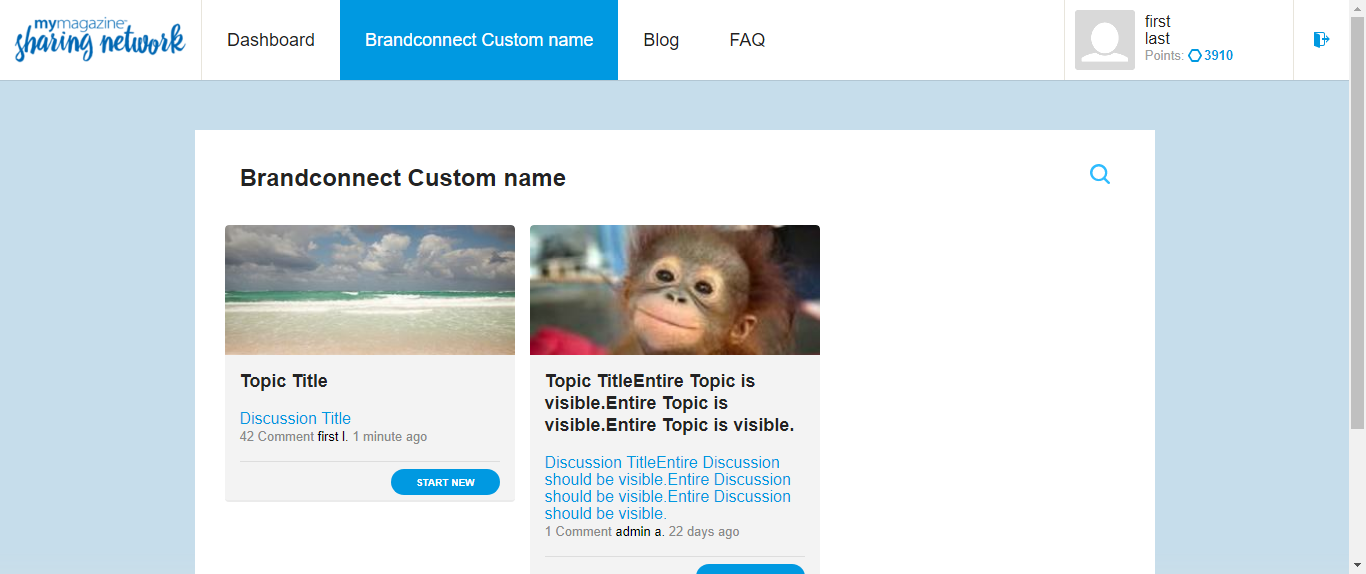 mymagazine™
sharing network
Dashboard
Brandconnect Custom name
Blog
FAQ
first
last
Points: 3910
Brandconnect Custom name
Topic Title
Discussion Title
42 Comment first l. 1 minute ago
START NEW
Topic TitleEntire Topic is
visible.Entire Topic is
visible.Entire Topic is visible.
Discussion TitleEntire Discussion
should be visible.Entire Discussion
should be visible.Entire Discussion
should be visible.
1 Comment admin a. 22 days ago